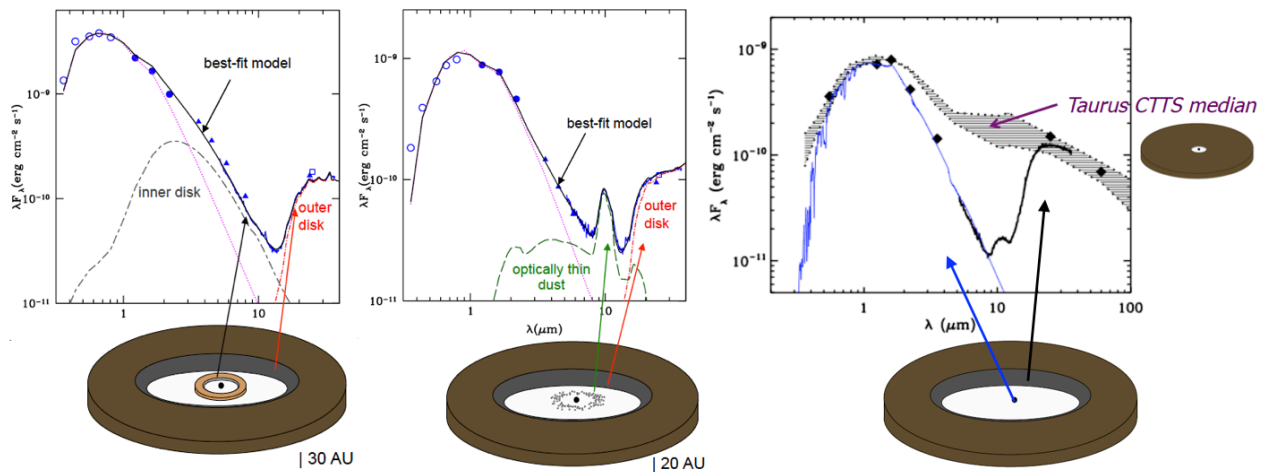 λFλ(erg cm⁻² s⁻¹)
10⁻⁹
10⁻¹⁰
10⁻¹¹
best-fit model
inner disk
outer
disk
1
10
| 30 AU
λFλ(erg cm⁻² s⁻¹)
10⁻⁹
10⁻¹⁰
10⁻¹¹
best-fit model
outer
disk
optically thin
dust
1
10
λ(μm)
| 20 AU
λFλ (erg cm⁻² s⁻¹)
10⁻⁹
10⁻¹⁰
10⁻¹¹
Taurus CTTS median
1
10
100
λ (μm)